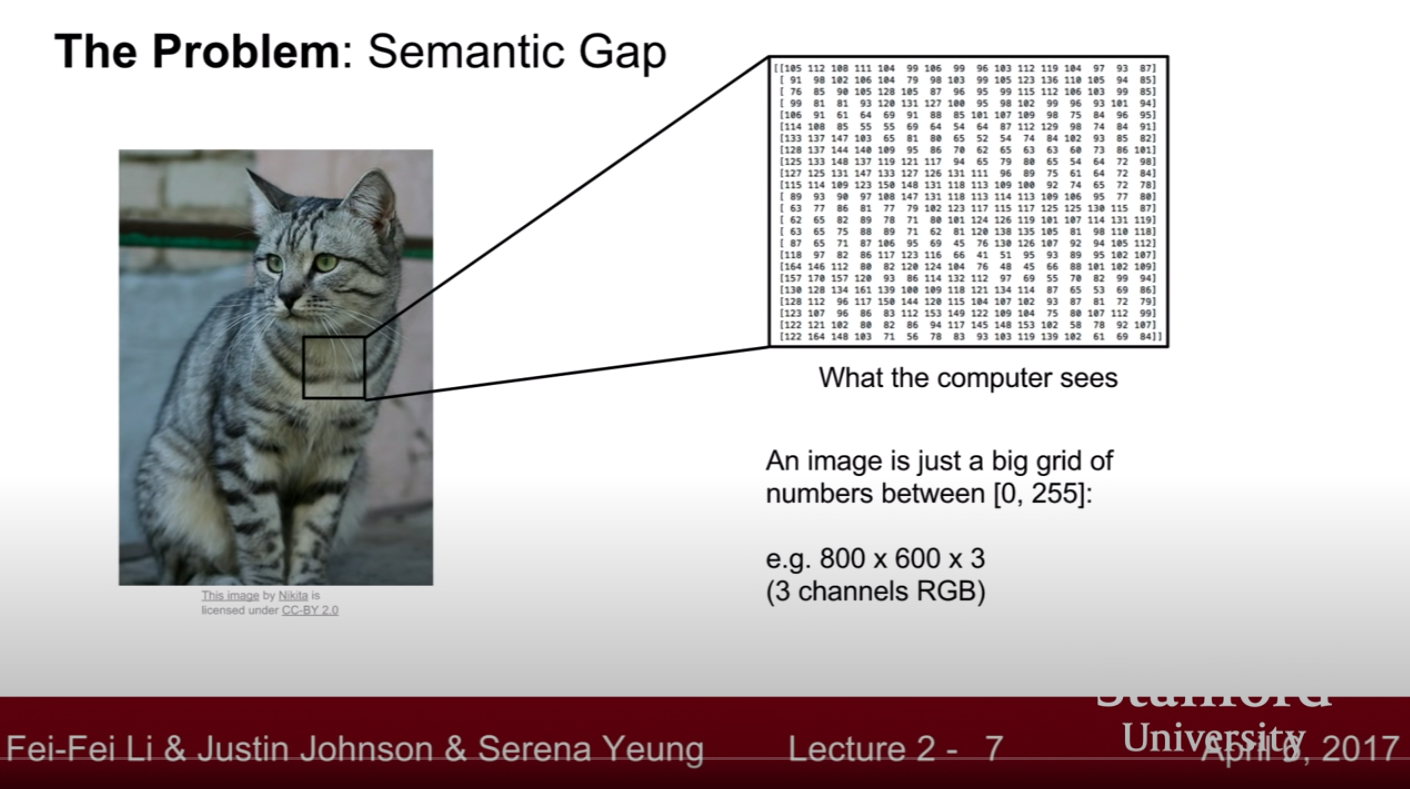 The Problem: Semantic Gap
[[105 112 108 111 104 99 106 99 96 103 112 119 104 97 93 87]
[ 91 98 102 106 104 79 98 103 99 105 123 136 110 105 94 85]
[ 76 85 90 105 128 105 87 96 95 99 115 112 106 103 99 85]
[ 99 81 81 93 120 131 127 100 95 98 102 99 96 93 101 94]
[106 91 61 64 69 91 88 85 101 107 109 98 75 84 96 95]
[114 108 85 55 55 69 64 54 64 87 112 129 98 74 84 91]
[133 137 147 103 65 81 80 65 52 54 74 84 102 93 85 82]
[128 137 144 140 109 95 86 70 62 65 63 63 60 73 86 101]
[125 133 148 137 119 121 117 94 65 79 80 65 54 64 72 98]
[127 125 131 147 133 127 126 131 111 96 89 75 61 64 72 84]
[115 114 109 123 150 148 131 118 113 109 100 92 74 65 72 78]
[ 89 93 90 97 108 147 131 118 113 114 113 109 106 95 77 80]
[ 63 77 86 81 77 79 102 123 117 115 117 125 125 130 115 87]
[ 62 65 82 89 78 71 80 101 124 126 119 101 107 114 131 119]
[ 63 65 75 88 89 71 62 81 120 138 135 105 81 98 110 118]
[ 87 65 71 87 106 95 69 45 76 130 126 107 92 94 105 112]
[118 97 82 86 117 123 116 66 41 51 95 93 89 95 102 107]
[164 146 112 80 82 120 124 104 76 48 45 66 88 101 102 109]
[157 170 157 120 93 86 114 132 112 97 69 55 70 82 99 94]
[130 128 134 161 139 100 109 118 121 134 114 87 65 53 69 86]
[128 112 96 117 150 144 120 115 104 107 102 93 87 81 72 79]
[123 107 96 86 83 112 153 149 122 109 104 75 80 107 112 99]
[122 121 102 80 82 86 94 117 145 148 153 102 58 78 92 107]
[122 164 148 103 71 56 78 83 93 103 119 139 102 61 69 84]]
What the computer sees
An image is just a big grid of
numbers between [0, 255]:
e.g. 800 x 600 x 3
(3 channels RGB)
This image by Nikita is
licensed under CC-BY 2.0
Stanford
University
Fei-Fei Li & Justin Johnson & Serena Yeung
Lecture 2 - 7
April , 2017